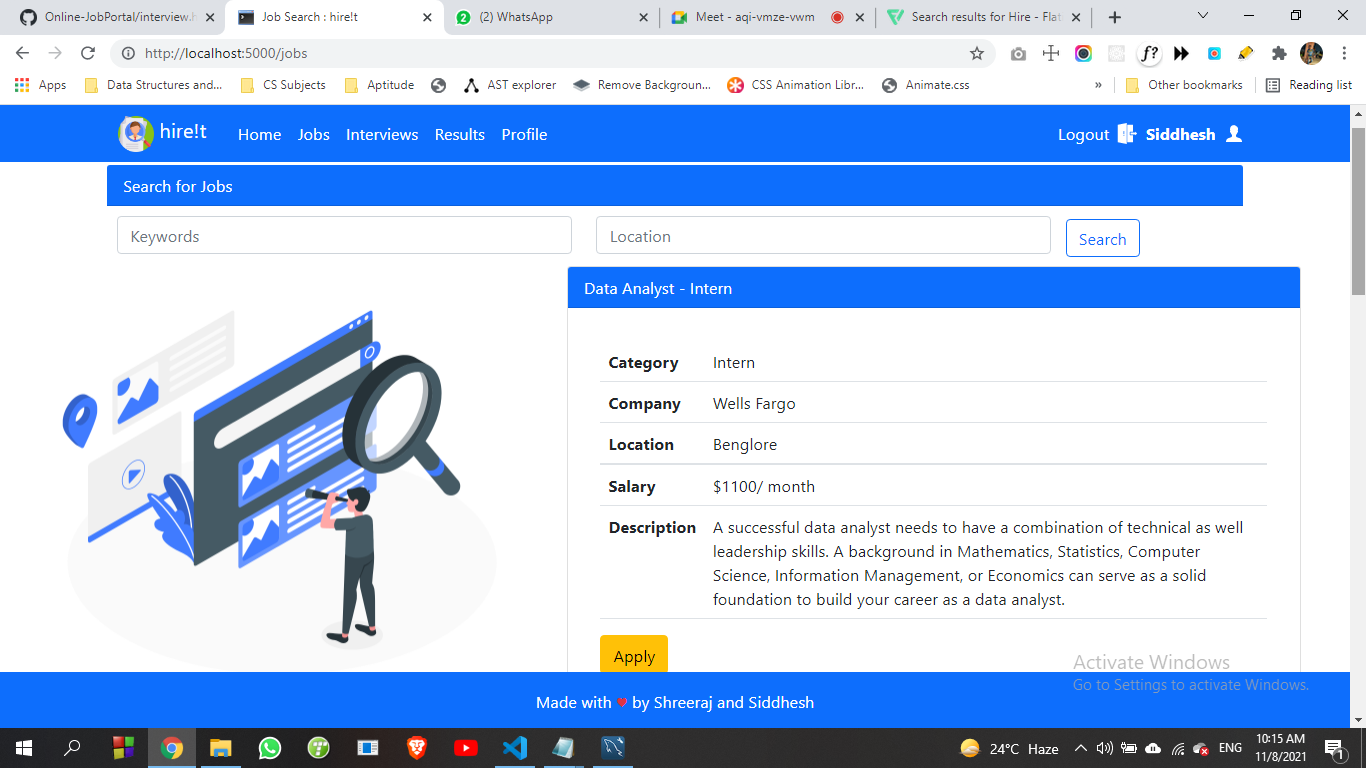 Online-JobPortal/interview.h
Job Search : hire!t
(2) WhatsApp
Meet - aqi-vmze-vwm
Search results for Hire - Flat
http://localhost:5000/jobs
f?
Apps
Data Structures and...
CS Subjects
Aptitude
AST explorer
Remove Backgroun...
CSS Animation Libr...
Animate.css
»
Other bookmarks
Reading list
hire!t
Home
Jobs
Interviews
Results
Profile
Logout
Siddhesh
Search for Jobs
Keywords
Location
Search
Data Analyst - Intern
Category Intern
Company Wells Fargo
Location Benglore
Salary $1100/ month
Description A successful data analyst needs to have a combination of technical as well
leadership skills. A background in Mathematics, Statistics, Computer
Science, Information Management, or Economics can serve as a solid
foundation to build your career as a data analyst.
Apply
Activate Windows
Go to Settings to activate Windows.
Made with ♥ by Shreeraj and Siddhesh
24°C Haze
ENG
10:15 AM
11/8/2021
1